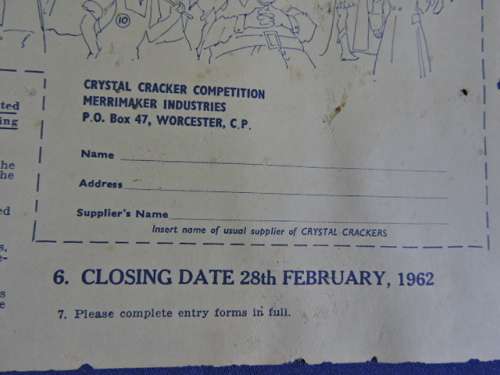 10
CRYSTAL CRACKER COMPETITION
MERRIMAKER INDUSTRIES
P.O. Box 47, WORCESTER, C.P.
Name
Address
Supplier's Name
Insert name of usual supplier of CRYSTAL CRACKERS
6. CLOSING DATE 28th FEBRUARY, 1962
7. Please complete entry forms in full.